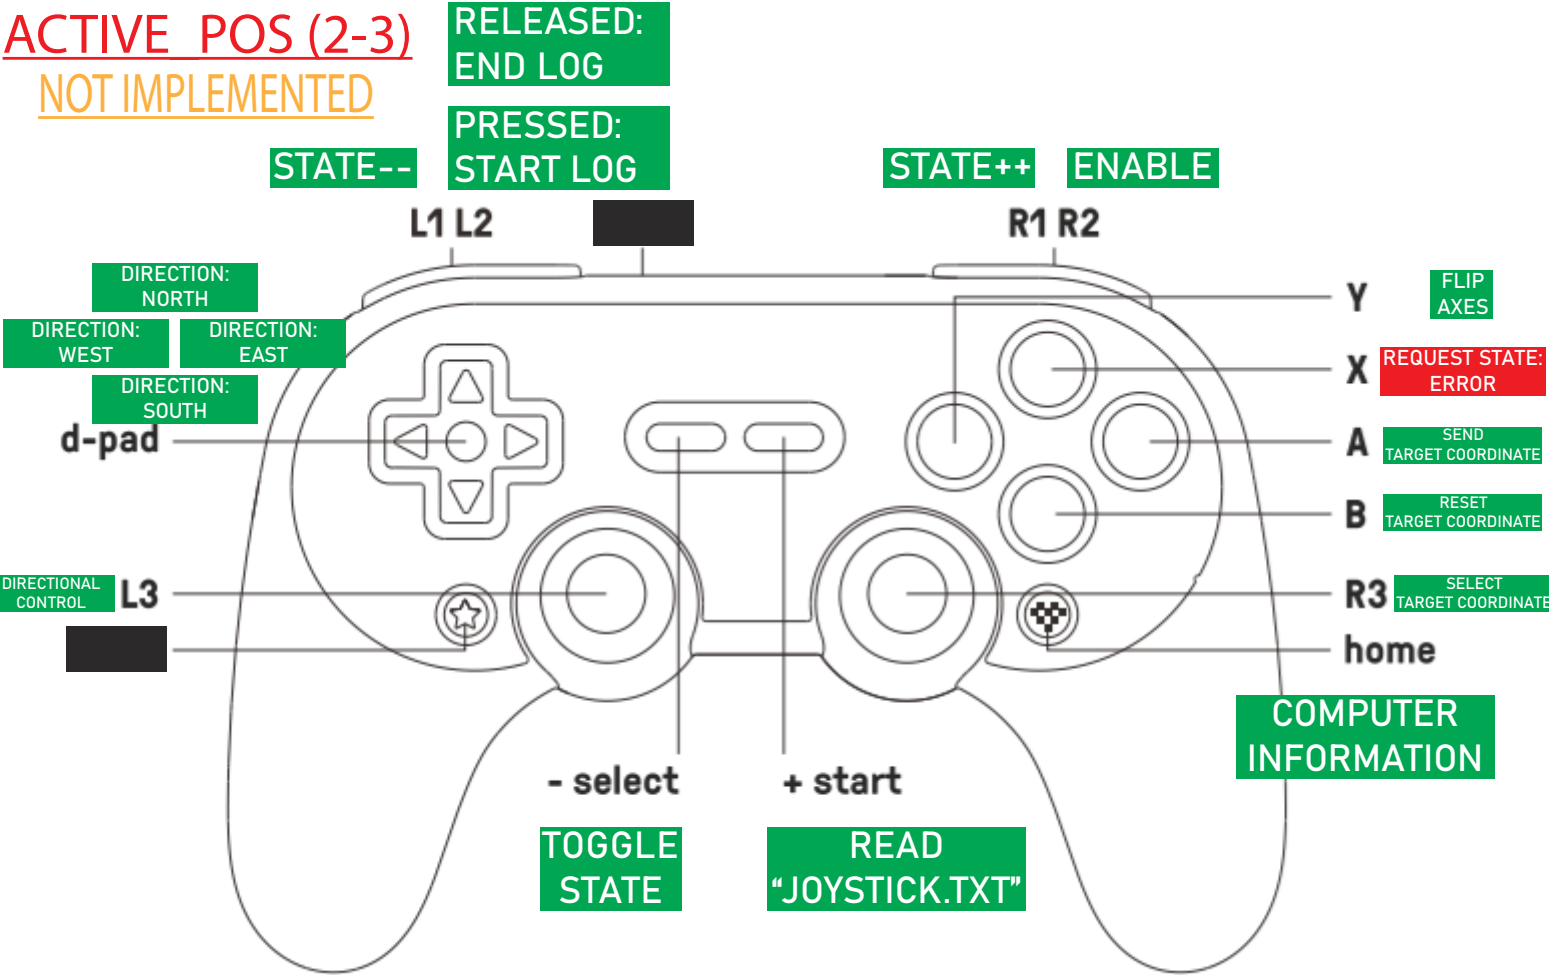 ACTIVE_POS (2-3)
NOT IMPLEMENTED
RELEASED:
END LOG
PRESSED:
START LOG
STATE--
STATE++
ENABLE
L1 L2
R1 R2
DIRECTION:
NORTH
DIRECTION:
WEST
DIRECTION:
EAST
DIRECTION:
SOUTH
d-pad
Y
FLIP
AXES
X
REQUEST STATE:
ERROR
A
SEND
TARGET COORDINATE
B
RESET
TARGET COORDINATE
DIRECTIONAL
CONTROL
L3
R3
SELECT
TARGET COORDINATE
home
COMPUTER
INFORMATION
- select
+ start
TOGGLE
STATE
READ
“JOYSTICK.TXT”